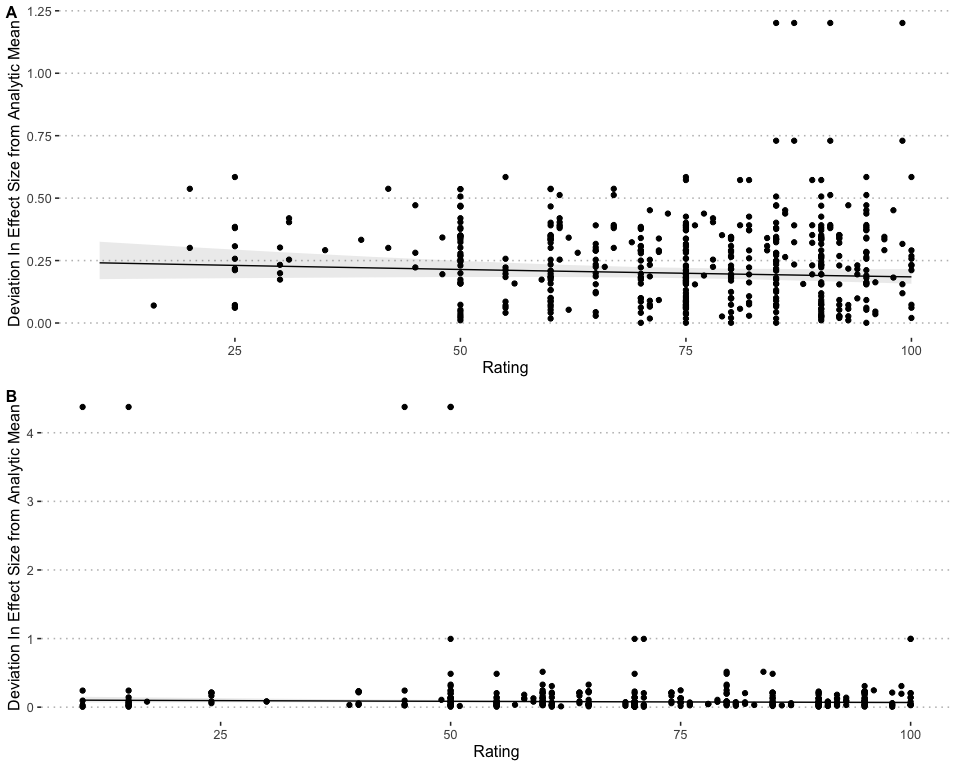 A
Deviation In Effect Size from Analytic Mean
1.25
1.00
0.75
0.50
0.25
0.00
25 50 75 100
Rating
B
Deviation In Effect Size from Analytic Mean
4
3
2
1
0
25 50 75 100
Rating